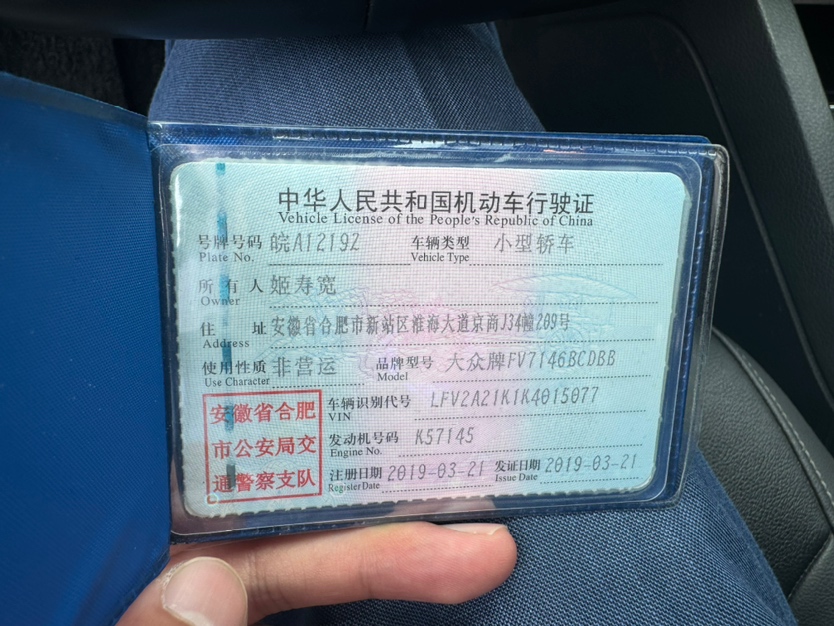 中华人民共和国机动车行驶证
Vehicle License of the People's Republic of China
号牌号码 皖A1219Z 车辆类型 小型轿车
Plate No. Vehicle Type
所有人 姬寿宽
Owner
住址 安徽省合肥市新站区淮海大道京商J34幢209号
Address
使用性质 非营运 品牌型号 大众牌FV7146BCDBB
Use Character Model
安徽省合肥 车辆识别代号 LFV2A21K1K4015077
VIN
市公安局交 发动机号码 K57145
Engine No.
通警察支队 注册日期 2019-03-21 发证日期 2019-03-21
Register Date Issue Date